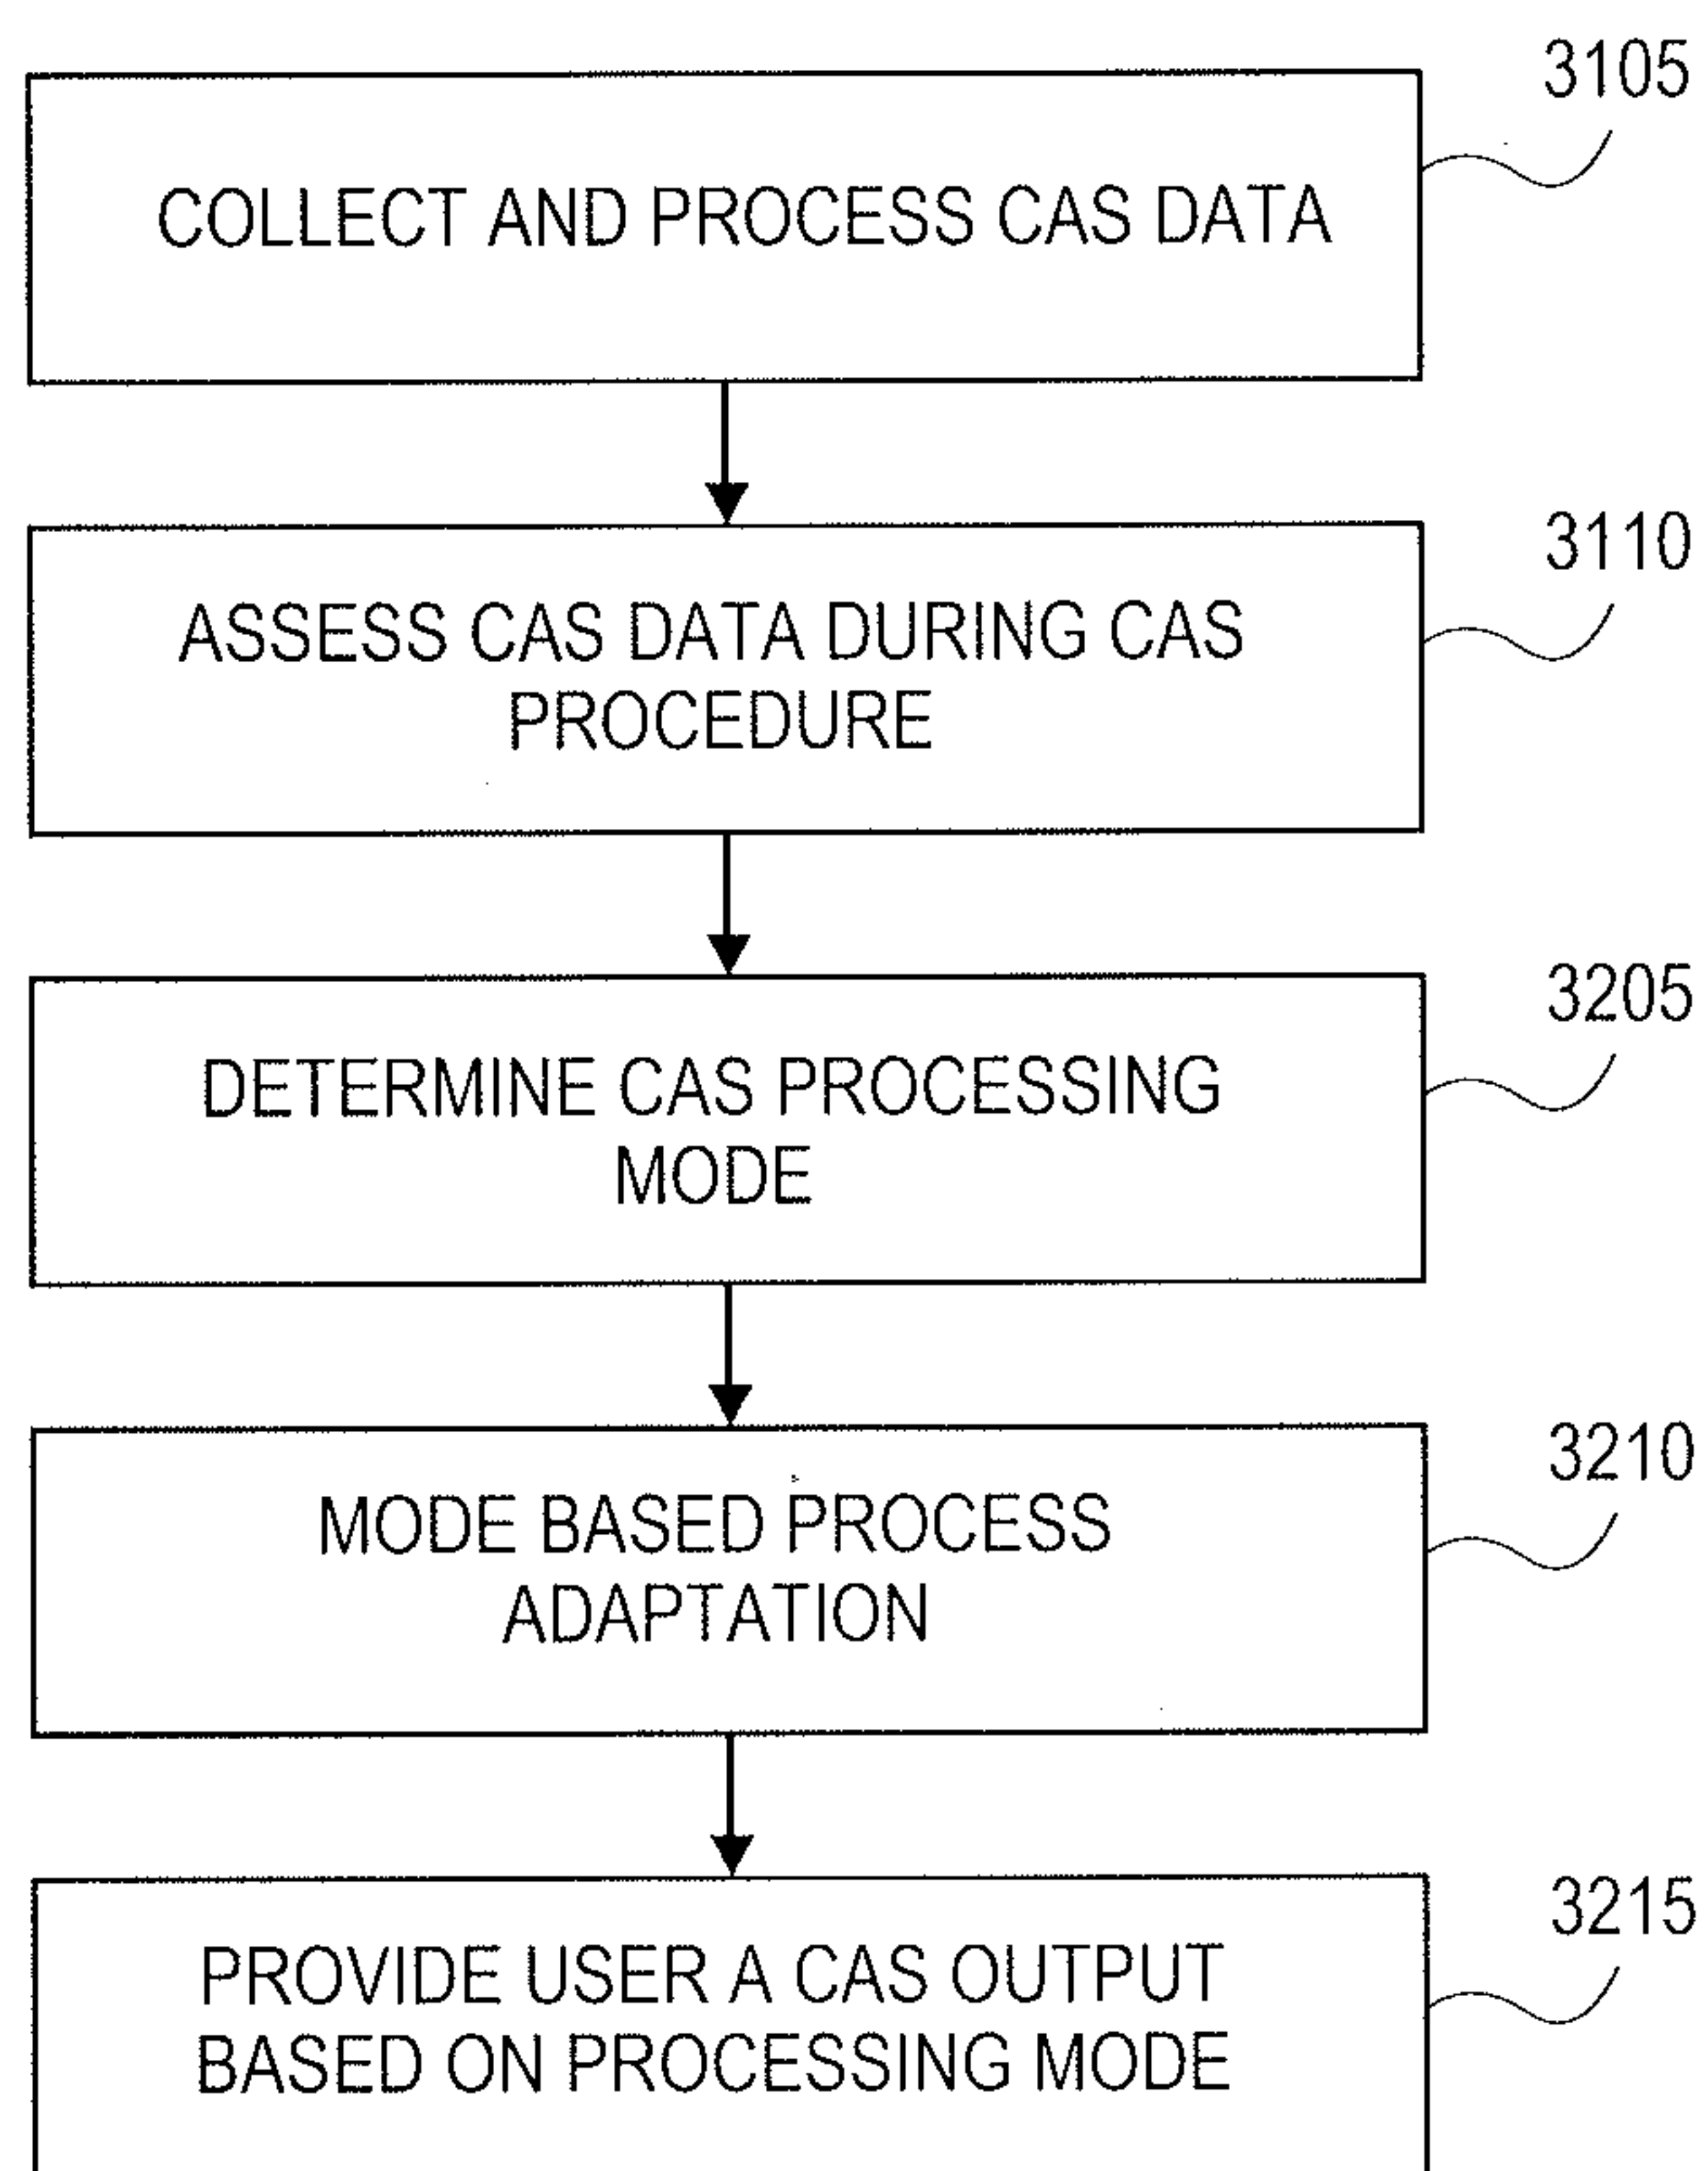 3105
COLLECT AND PROCESS CAS DATA
3110
ASSESS CAS DATA DURING CAS
PROCEDURE
3205
DETERMINE CAS PROCESSING
MODE
3210
MODE BASED PROCESS
ADAPTATION
3215
PROVIDE USER A CAS OUTPUT
BASED ON PROCESSING MODE